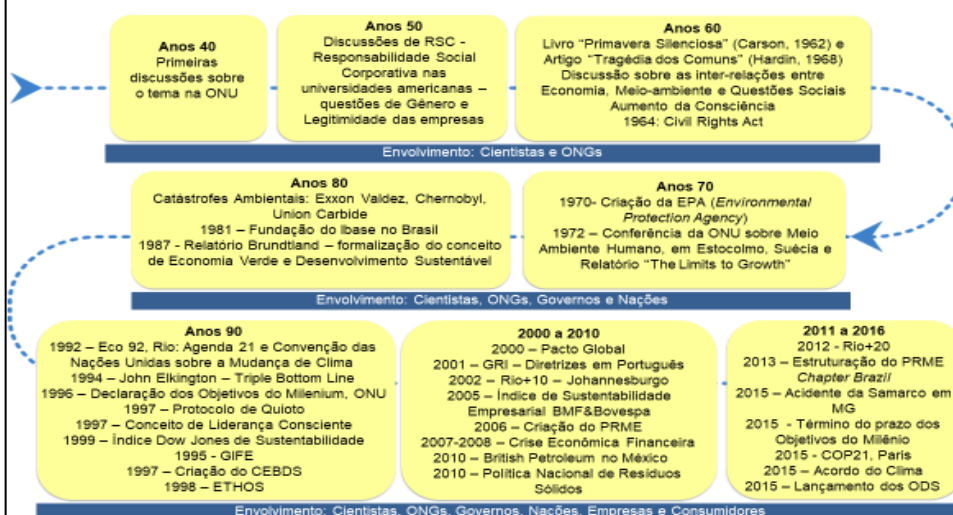 Anos 40
Primeiras
discussões sobre
o tema na ONU
Anos 50
Discussões de RSC -
Responsabilidade Social
Corporativa nas
universidades americanas –
questões de Gênero e
Legitimidade das empresas
Anos 60
Livro "Primavera Silenciosa" (Carson, 1962) e
Artigo "Tragédia dos Comuns" (Hardin, 1968)
Discussão sobre as inter-relações entre
Economia, Meio-ambiente e Questões Sociais
Aumento da Consciência
1964: Civil Rights Act
Envolvimento: Cientistas e ONGs
Anos 80
Catástrofes Ambientais: Exxon Valdez, Chernobyl,
Union Carbide
1981 – Fundação do Ibase no Brasil
1987 - Relatório Brundtland – formalização do conceito
de Economia Verde e Desenvolvimento Sustentável
Anos 70
1970- Criação da EPA (Environmental
Protection Agency)
1972 – Conferência da ONU sobre Meio
Ambiente Humano, em Estocolmo, Suécia e
Relatório "The Limits to Growth"
Envolvimento: Cientistas, ONGs, Governos e Nações
Anos 90
1992 – Eco 92, Rio: Agenda 21 e Convenção das
Nações Unidas sobre a Mudança de Clima
1994 – John Elkington – Triple Bottom Line
1996 – Declaração dos Objetivos do Milenium, ONU
1997 – Protocolo de Quioto
1997 – Conceito de Liderança Consciente
1999 – Índice Dow Jones de Sustentabilidade
1995 - GIFE
1997 – Criação do CEBDS
1998 – ETHOS
2000 a 2010
2000 – Pacto Global
2001 – GRI – Diretrizes em Português
2002 – Rio+10 – Johannesburgo
2005 – Índice de Sustentabilidade
Empresarial BMF&Bovespa
2006 – Criação do PRME
2007-2008 – Crise Econômica Financeira
2010 – British Petroleum no México
2010 – Política Nacional de Resíduos
Sólidos
2011 a 2016
2012 - Rio+20
2013 – Estruturação do PRME
Chapter Brazil
2015 – Acidente da Samarco em
MG
2015 - Término do prazo dos
Objetivos do Milênio
2015 - COP21, Paris
2015 – Acordo do Clima
2015 – Lançamento dos ODS
Envolvimento: Cientistas, ONGs, Governos, Nações, Empresas e Consumidores